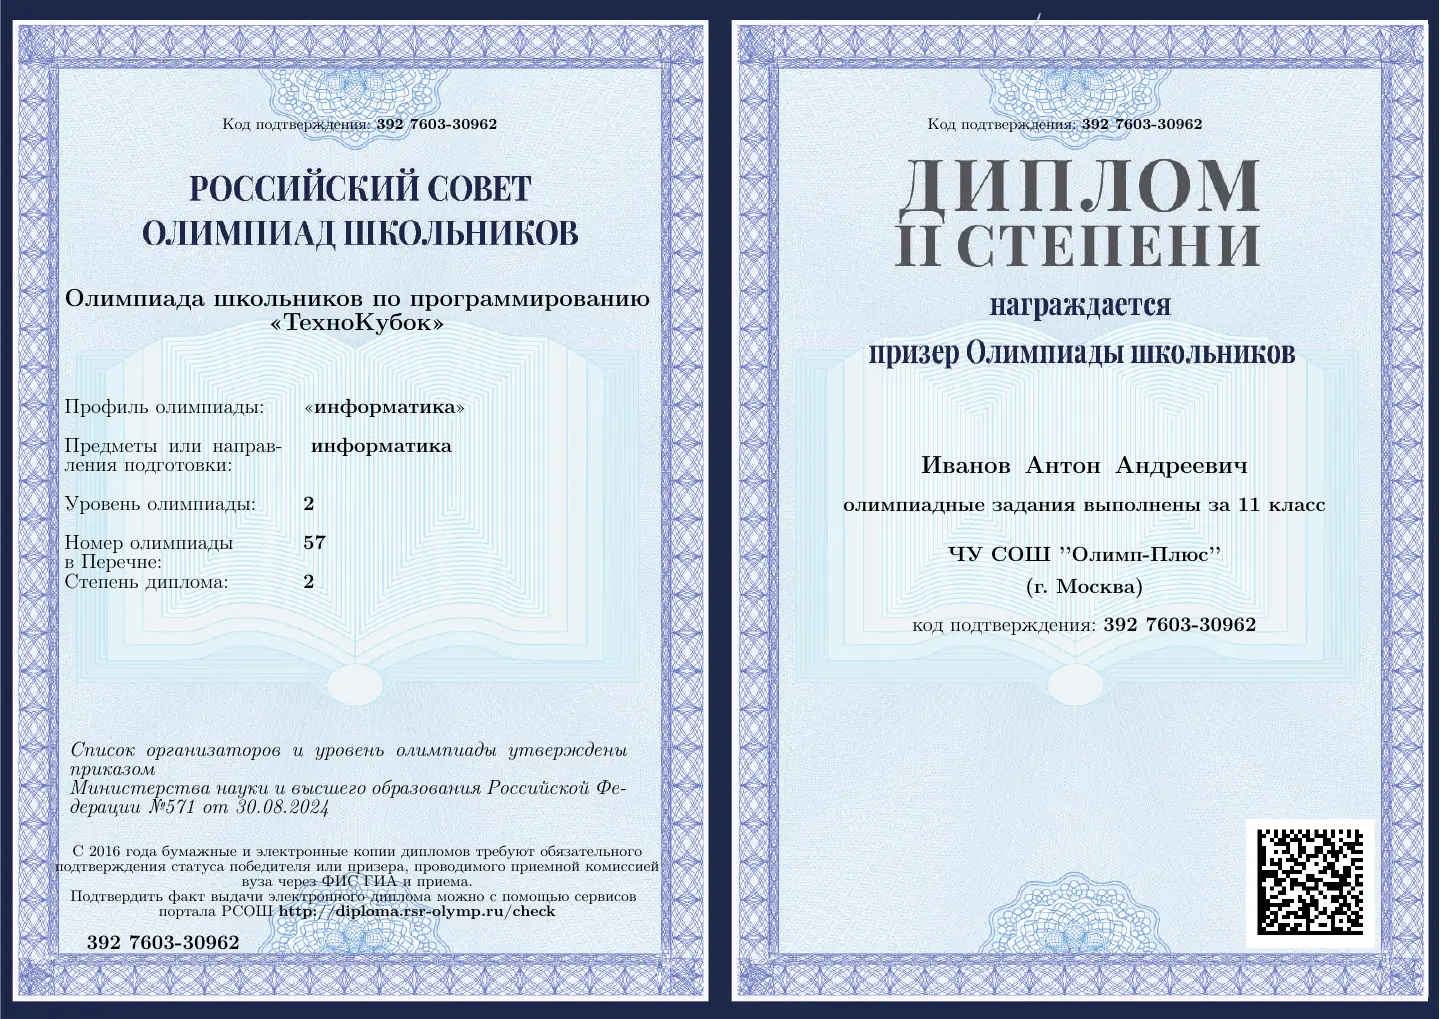 Код подтверждения: 392 7603-30962
РОССИЙСКИЙ СОВЕТ
ОЛИМПИАД ШКОЛЬНИКОВ
Олимпиада школьников по программированию
«ТехноКубок»
Профиль олимпиады: «информатика»
Предметы или направ- информатика
ления подготовки:
Уровень олимпиады: 2
Номер олимпиады 57
в Перечне:
Степень диплома: 2
Список организаторов и уровень олимпиады утверждены
приказом
Министерства науки и высшего образования Российской Фе-
дерации №571 от 30.08.2024
С 2016 года бумажные и электронные копии дипломов требуют обязательного
подтверждения статуса победителя или призера, проводимого приемной комиссией
вуза через ФИС ГИА и приема.
Подтвердить факт выдачи электронного диплома можно с помощью сервисов
портала РСОШ http://diploma.rsr-olymp.ru/check
392 7603-30962
Код подтверждения: 392 7603-30962
ДИПЛОМ
II СТЕПЕНИ
награждается
призер Олимпиады школьников
Иванов Антон Андреевич
олимпиадные задания выполнены за 11 класс
ЧУ СОШ ”Олимп-Плюс”
(г. Москва)
код подтверждения: 392 7603-30962